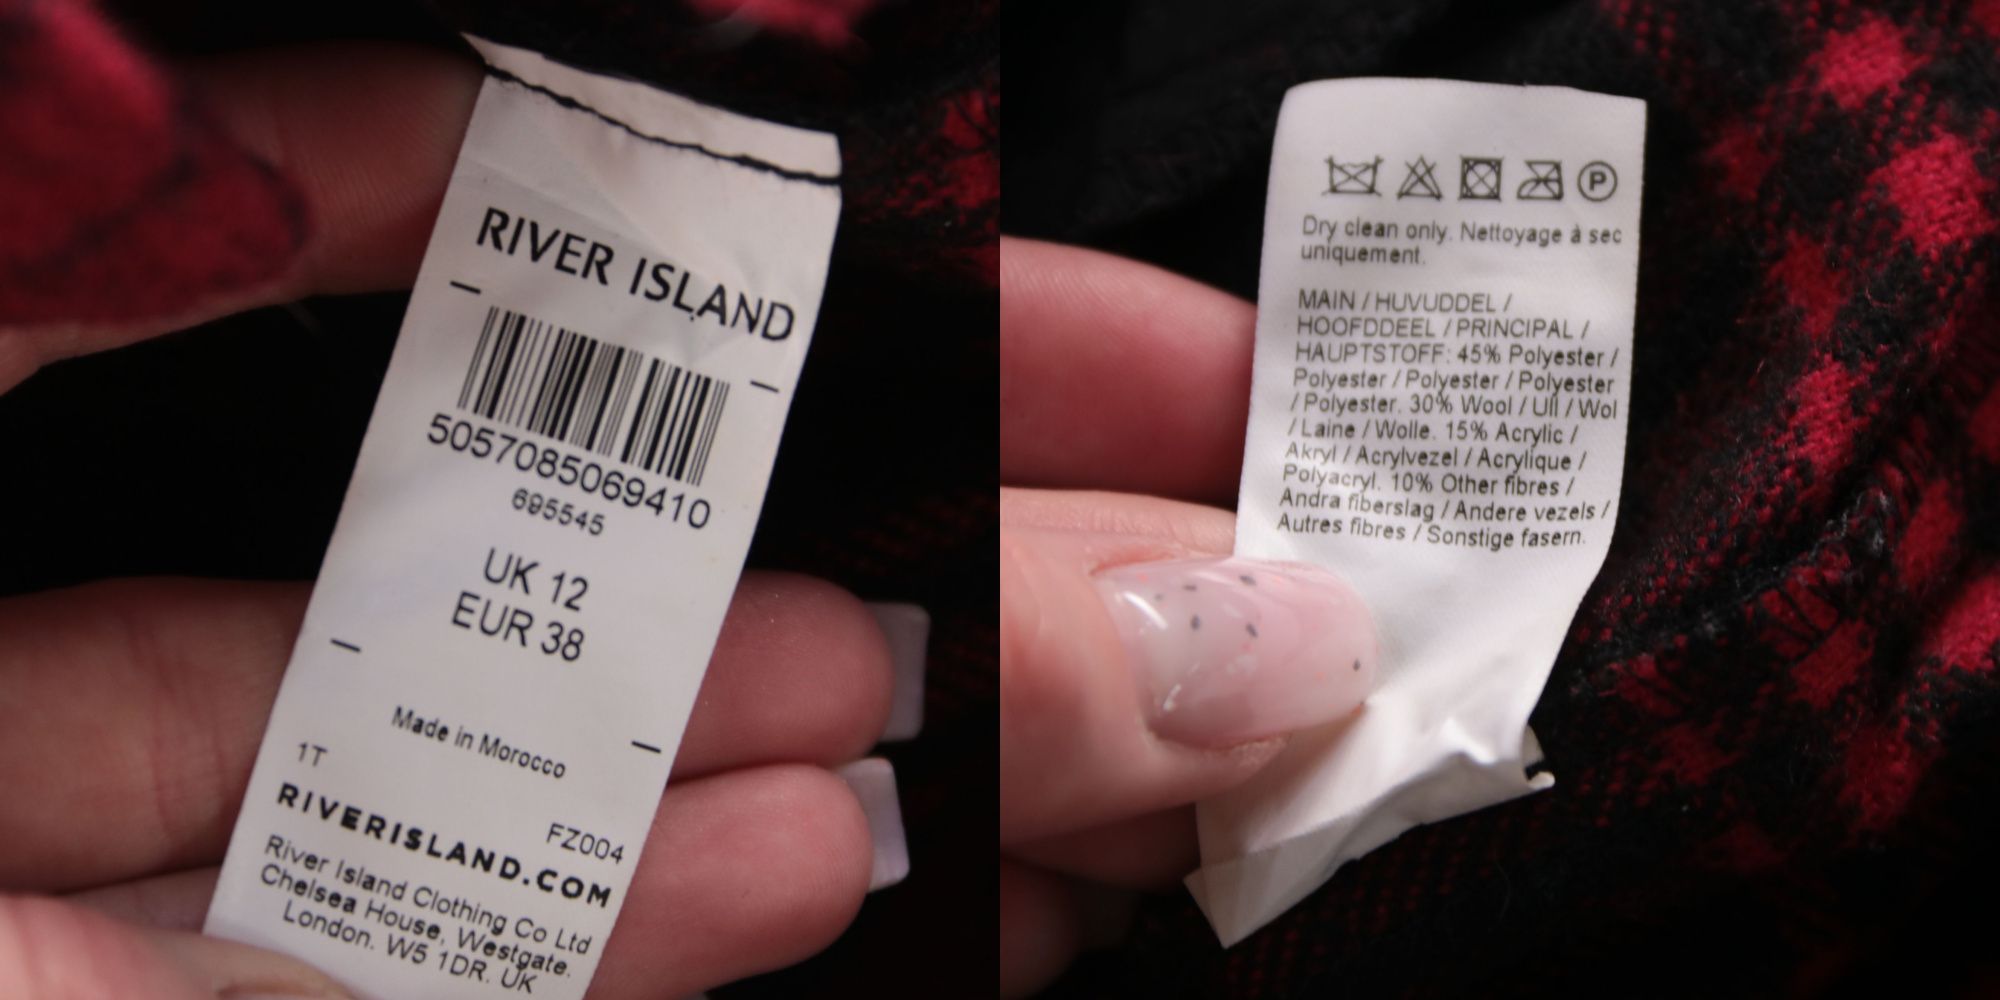 RIVER ISLAND
5057085069410
695545
UK 12
EUR 38
Made in Morocco
1T
FZ004
RIVERISLAND.COM
River Island Clothing Co Ltd
Chelsea House, Westgate.
London. W5 1DR. UK
P
Dry clean only. Nettoyage à sec
uniquement.
MAIN / HUVUDDEL /
HOOFDDEEL / PRINCIPAL /
HAUPTSTOFF: 45% Polyester /
Polyester / Polyester / Polyester
/ Polyester. 30% Wool / Ull / Wol
/ Laine / Wolle. 15% Acrylic /
Akryl / Acrylvezel / Acrylique /
Polyacryl. 10% Other fibres /
Andra fiberslag / Andere vezels /
Autres fibres / Sonstige fasern.